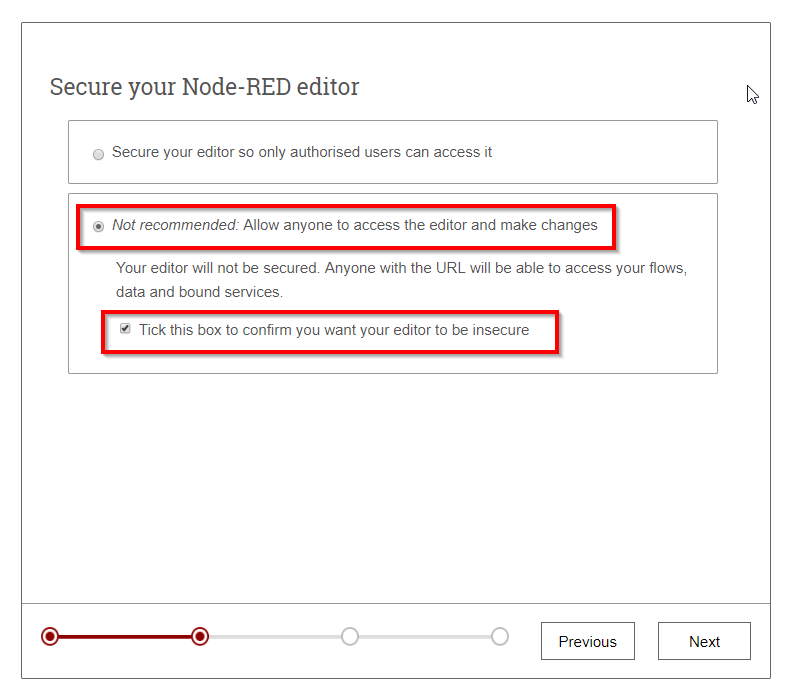 Secure your Node-RED editor
Secure your editor so only authorised users can access it
Not recommended: Allow anyone to access the editor and make changes
Your editor will not be secured. Anyone with the URL will be able to access your flows,
data and bound services.
Tick this box to confirm you want your editor to be insecure
Previous
Next